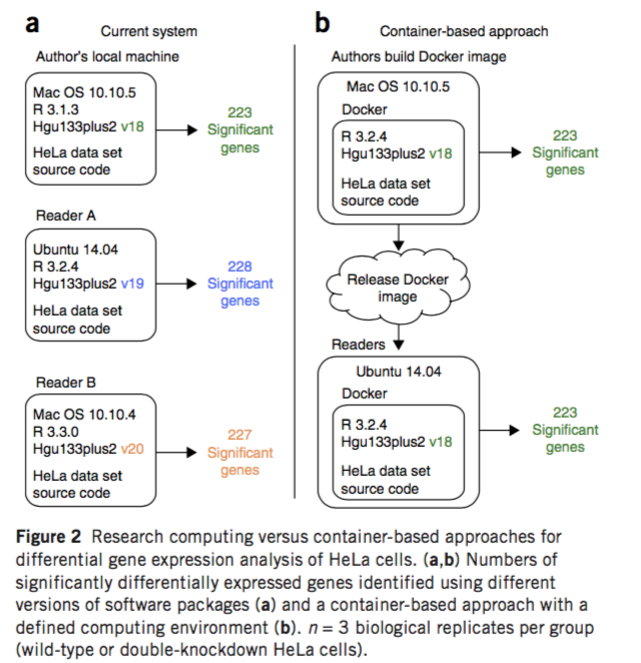 a
Current system
Author's local machine
Mac OS 10.10.5
R 3.1.3
Hgu133plus2 v18
HeLa data set
source code
223
Significant
genes
Reader A
Ubuntu 14.04
R 3.2.4
Hgu133plus2 v19
HeLa data set
source code
228
Significant
genes
Reader B
Mac OS 10.10.4
R 3.3.0
Hgu133plus2 v20
HeLa data set
source code
227
Significant
genes
b
Container-based approach
Authors build Docker image
Mac OS 10.10.5
Docker
R 3.2.4
Hgu133plus2 v18
HeLa data set
source code
223
Significant
genes
Release Docker
image
Readers
Ubuntu 14.04
Docker
R 3.2.4
Hgu133plus2 v18
HeLa data set
source code
223
Significant
genes
Figure 2 Research computing versus container-based approaches for
differential gene expression analysis of HeLa cells. (a,b) Numbers of
significantly differentially expressed genes identified using different
versions of software packages (a) and a container-based approach with a
defined computing environment (b). n = 3 biological replicates per group
(wild-type or double-knockdown HeLa cells).